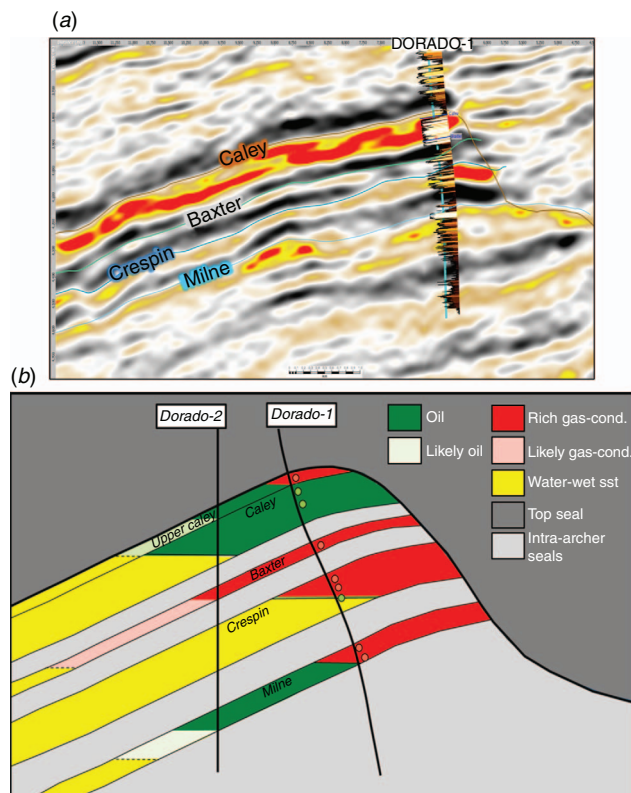 (a)
DORADO-1
Caley
Baxter
Crespin
Milne
(b)
Dorado-2
Dorado-1
Oil
Likely oil
Rich gas-cond.
Likely gas-cond.
Water-wet sst
Top seal
Intra-archer
seals
Upper caley
Caley
Baxter
Crespin
Milne